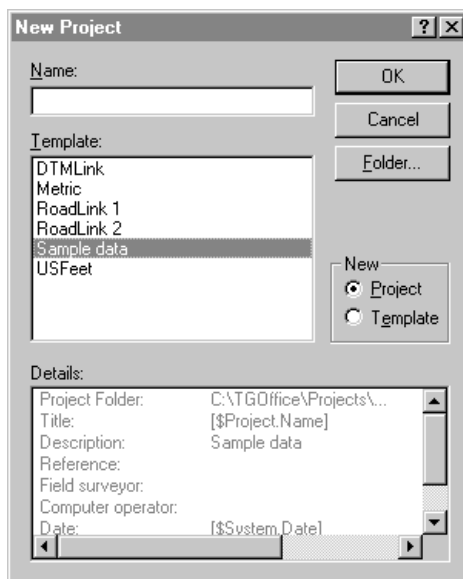 New Project
Name:
OK
Cancel
Template:
Folder...
DTMLink
Metric
RoadLink 1
RoadLink 2
Sample data
USFeet
New
Project
Template
Details:
Project Folder: C:\TGOffice\Projects\...
Title: [$Project.Name]
Description: Sample data
Reference:
Field surveyor:
Computer operator:
Date: [$System.Date]